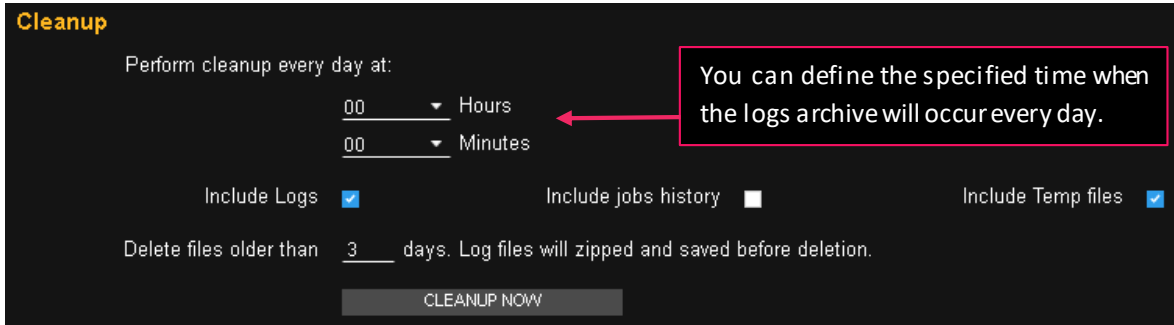 Cleanup
Perform cleanup every day at:
You can define the specified time when
the logs archive will occur every day.
00 Hours
00 Minutes
Include Logs Include jobs history Include Temp files
Delete files older than 3 days. Log files will zipped and saved before deletion.
CLEANUP NOW